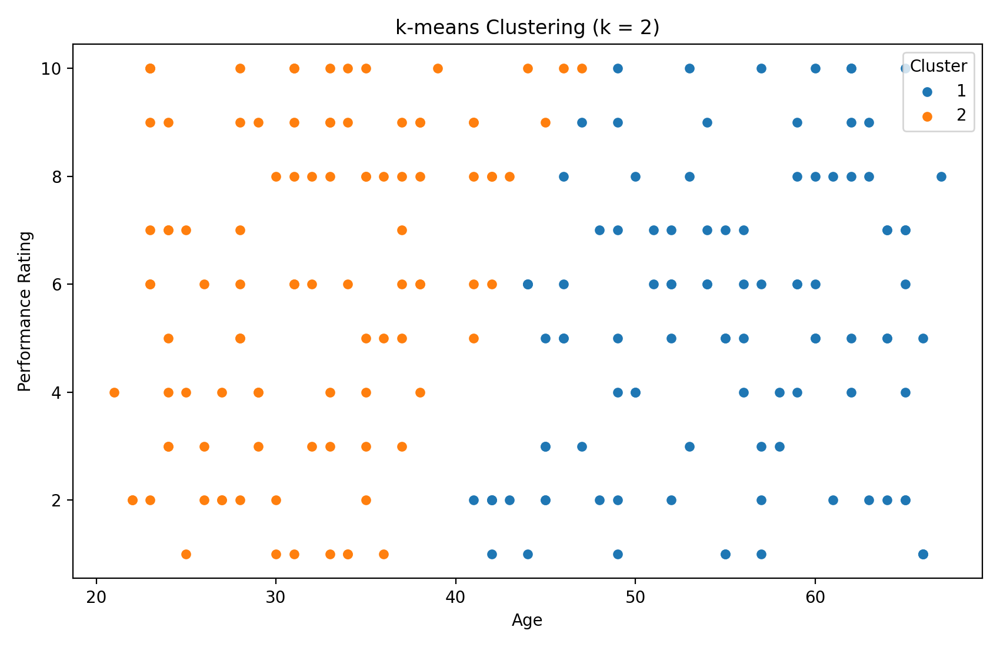 k-means Clustering (k = 2)
Cluster
1
2
10
8
6
4
2
Performance Rating
20 30 40 50 60
Age